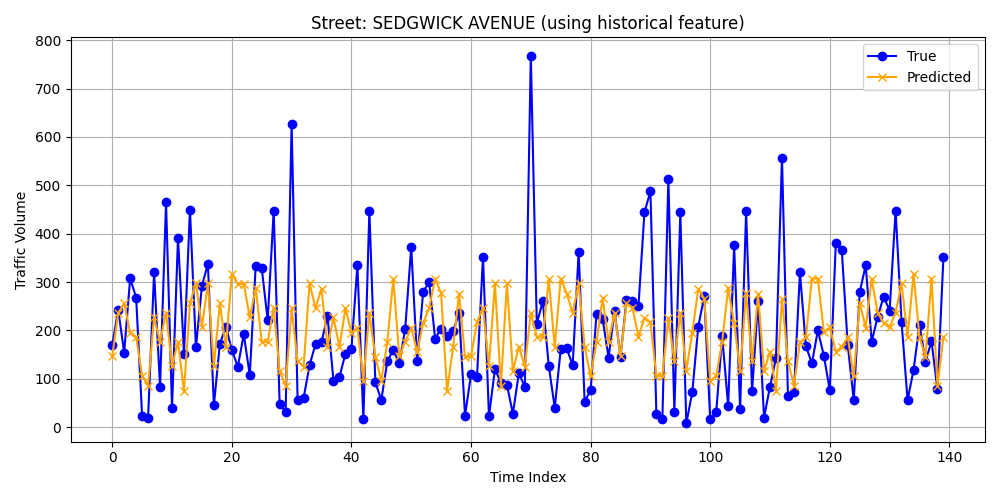 Street: SEDGWICK AVENUE (using historical feature)
True
Predicted
Traffic Volume
800
700
600
500
400
300
200
100
0
0 20 40 60 80 100 120 140
Time Index